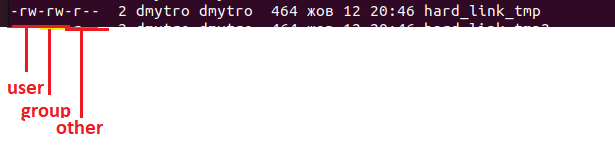 -rw-rw-r-- 2 dmytro dmytro 464 жов 12 20:46 hard_link_tmp
user
group
other